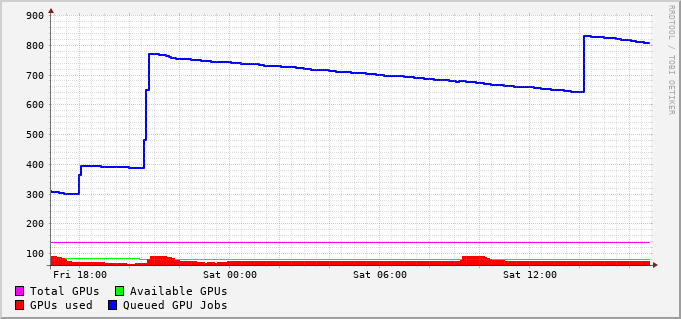 900
800
700
600
500
400
300
200
100
Fri 18:00 Sat 00:00 Sat 06:00 Sat 12:00
Total GPUs Available GPUs
GPUs used Queued GPU Jobs
RRDTOOL / TOBI OETIKER